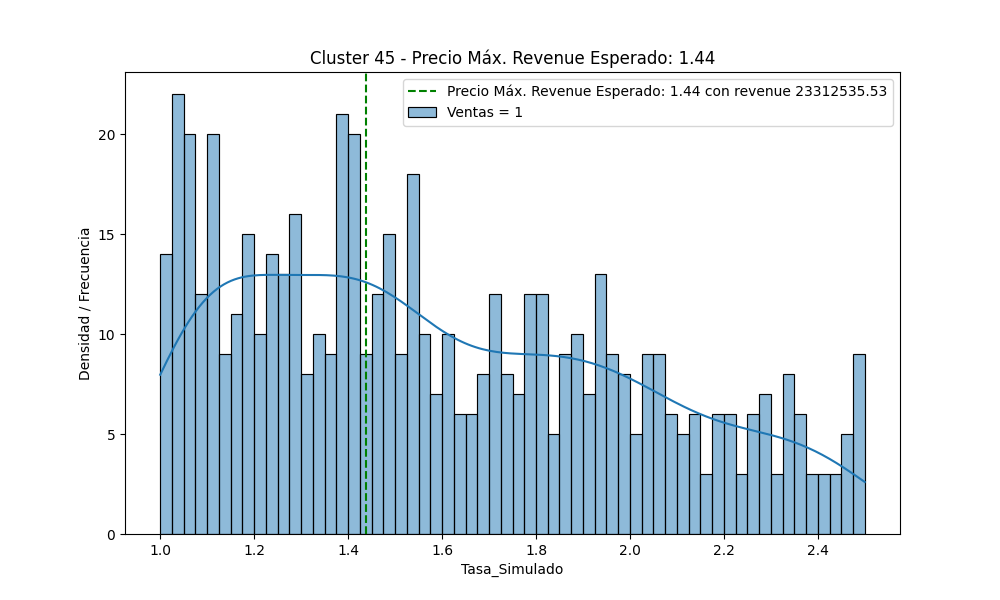 Cluster 45 - Precio Máx. Revenue Esperado: 1.44
Precio Máx. Revenue Esperado: 1.44 con revenue 23312535.53
Ventas = 1
Densidad / Frecuencia
20
15
10
5
0
1.0 1.2 1.4 1.6 1.8 2.0 2.2 2.4
Tasa_Simulado